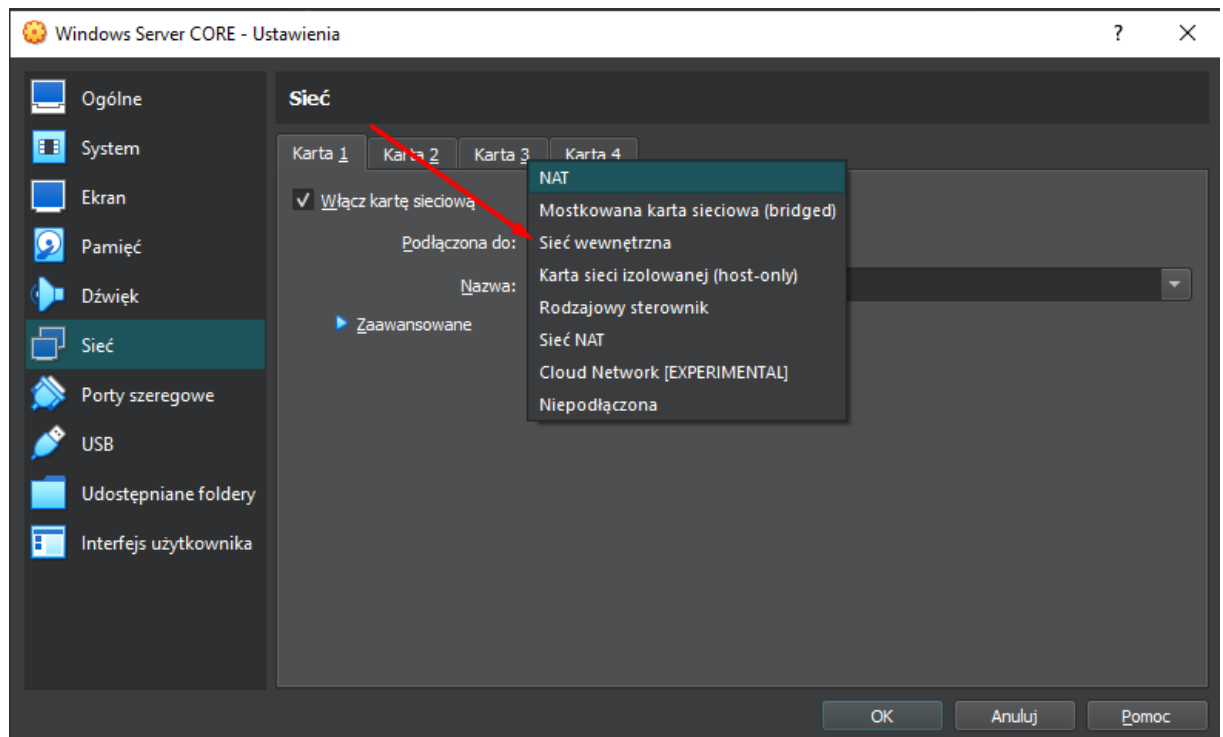 Windows Server CORE - Ustawienia
?
Ogólne
System
Ekran
Pamięć
Dźwięk
Sieć
Porty szeregowe
USB
Udostępniane foldery
Interfejs użytkownika
Sieć
Karta 1 Karta 2 Karta 3 Karta 4
Włącz kartę sieciową
Podłączona do:
Nazwa:
Zaawansowane
NAT
Mostkowana karta sieciowa (bridged)
Sieć wewnętrzna
Karta sieci izolowanej (host-only)
Rodzajowy sterownik
Sieć NAT
Cloud Network [EXPERIMENTAL]
Niepodłączona
OK Anuluj Pomoc